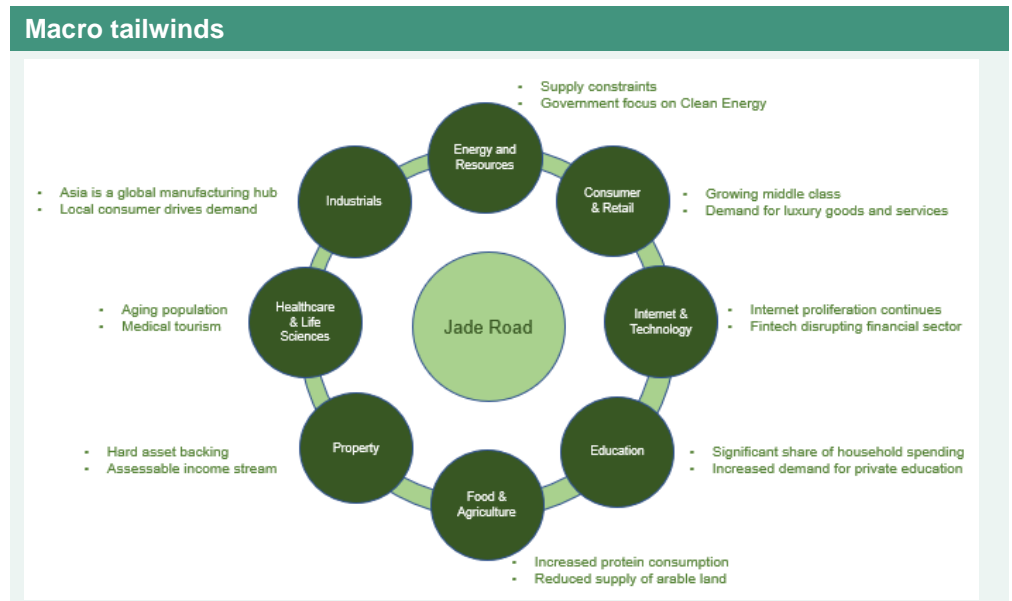 Macro tailwinds
• Supply constraints
• Government focus on Clean Energy
Energy and
Resources
Consumer
& Retail
• Growing middle class
• Demand for luxury goods and services
Internet &
Technology
• Internet proliferation continues
• Fintech disrupting financial sector
Education
• Significant share of household spending
• Increased demand for private education
Food &
Agriculture
• Increased protein consumption
• Reduced supply of arable land
Property
• Hard asset backing
• Assessable income stream
Healthcare
& Life
Sciences
• Aging population
• Medical tourism
Industrials
• Asia is a global manufacturing hub
• Local consumer drives demand
Jade Road